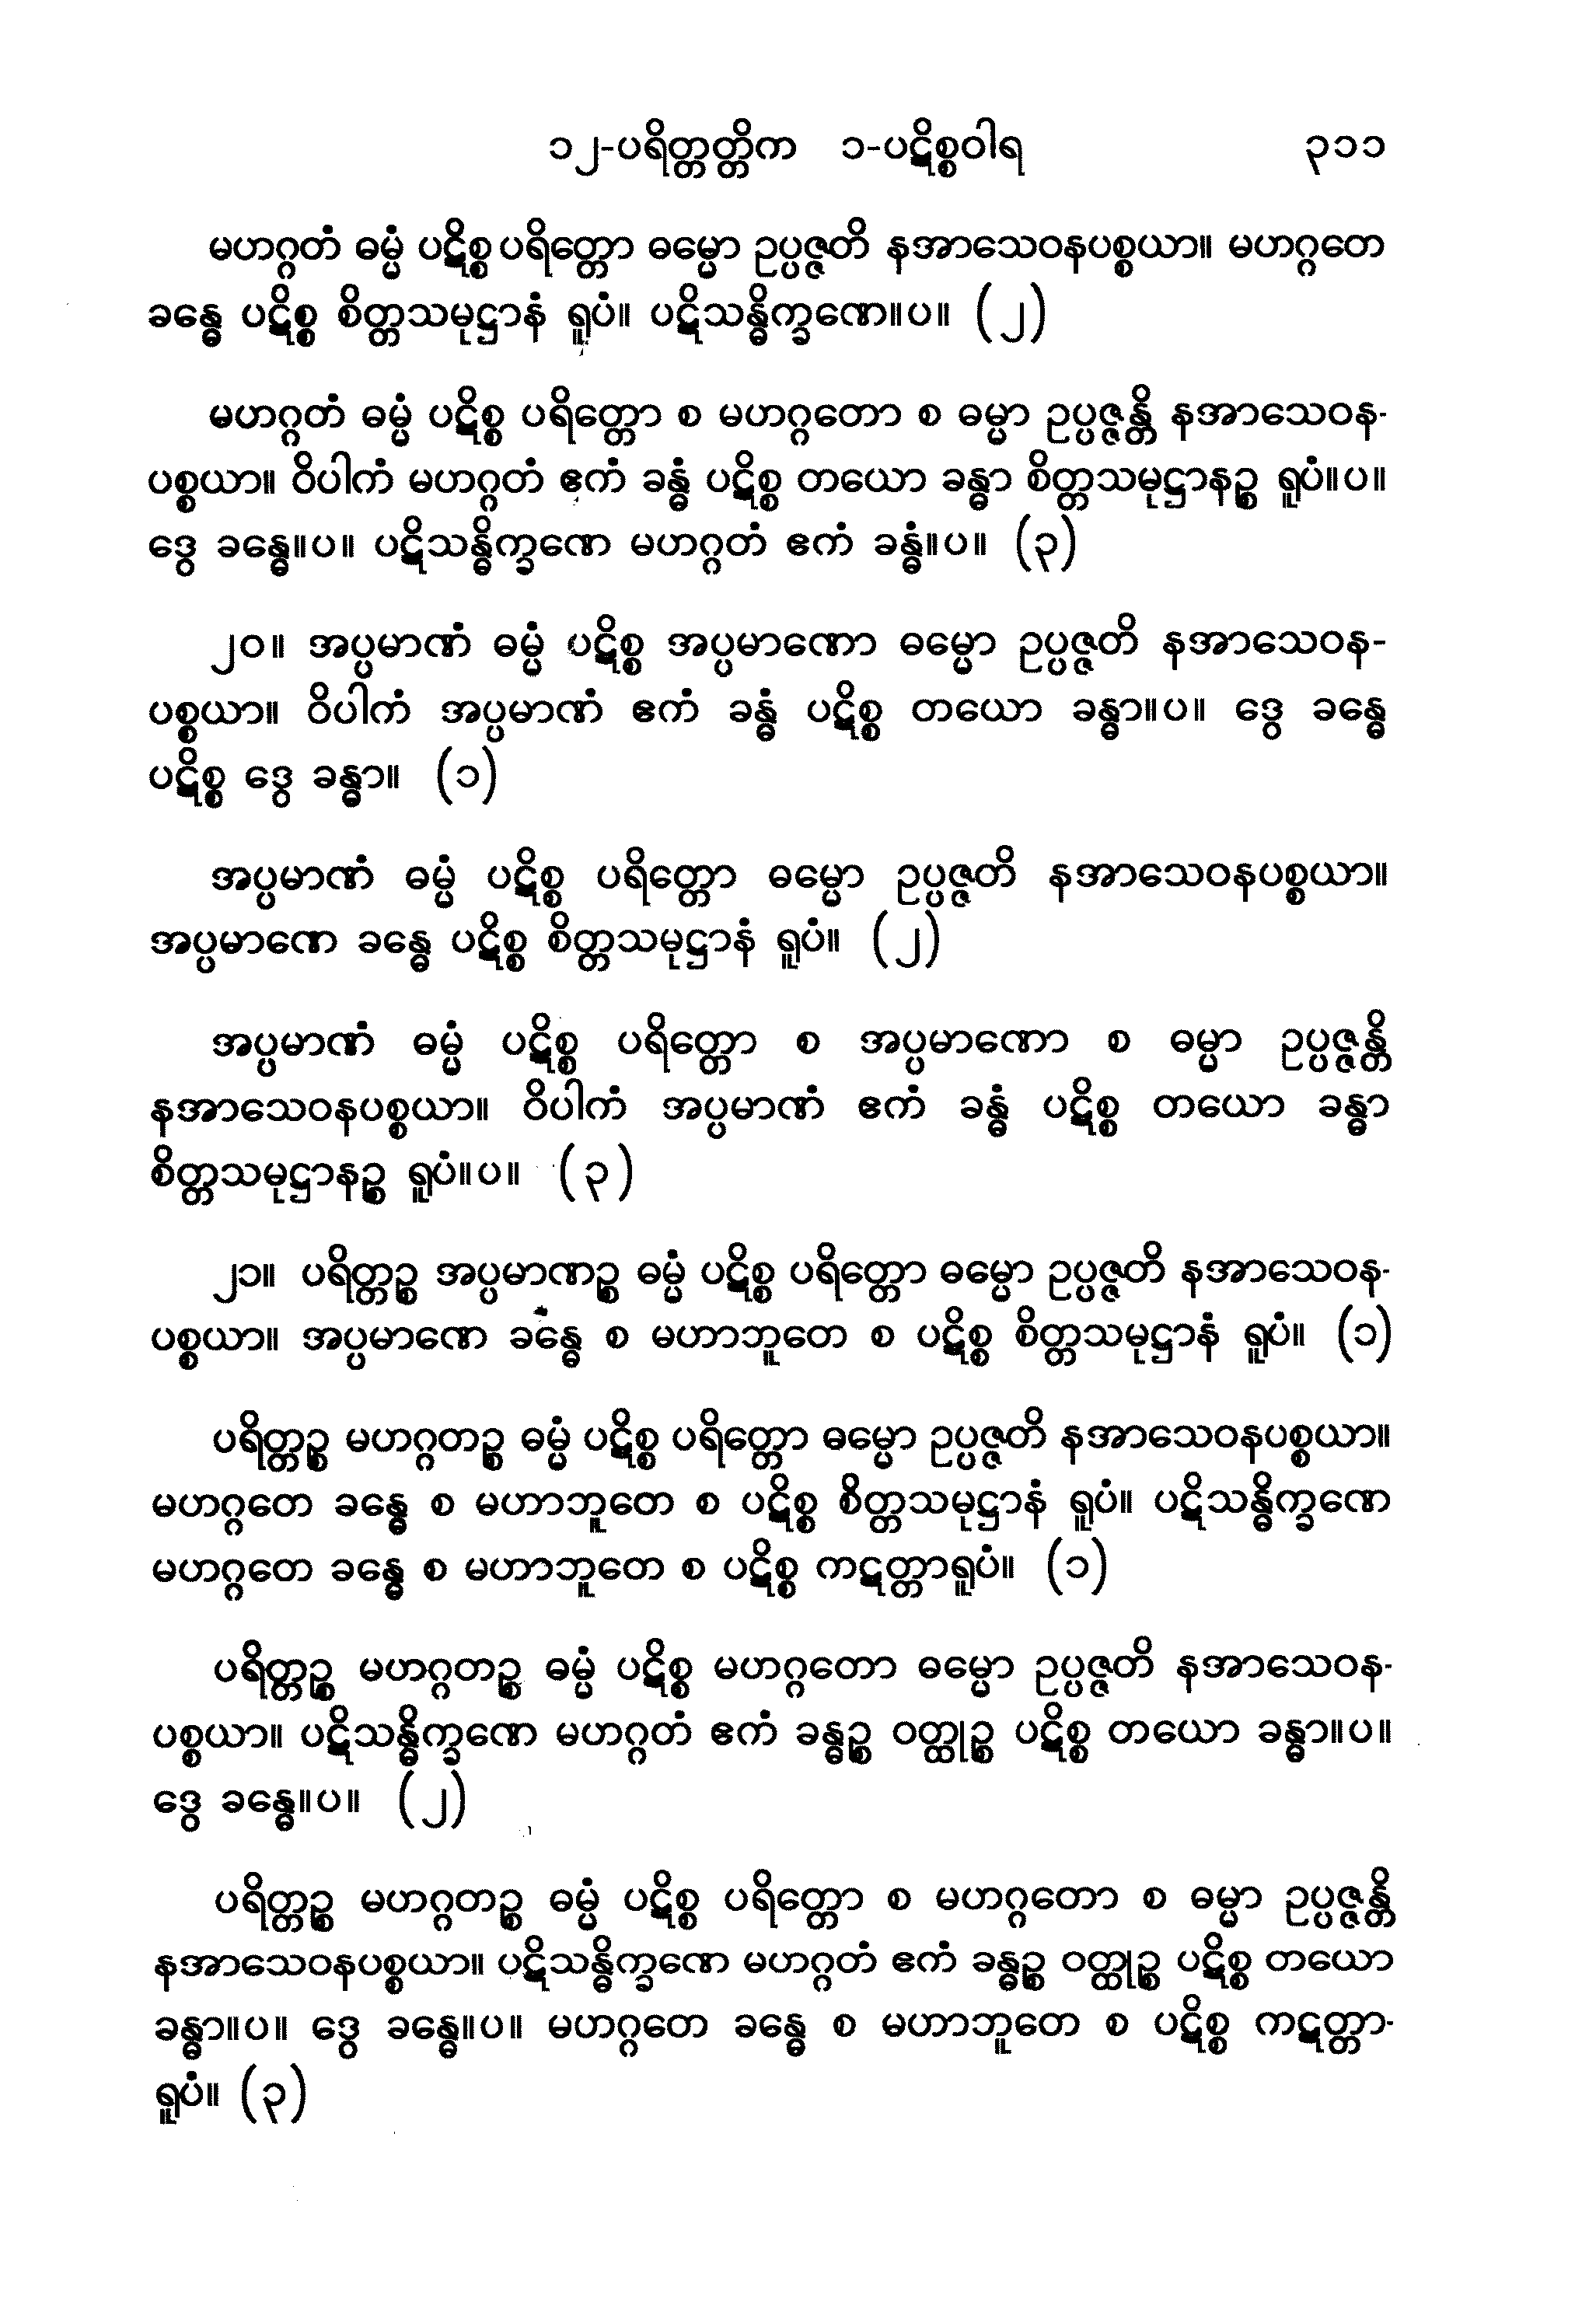 ၁၂-ပရိတ္တတ္တိက ၁-ပဋိစ္စဝါရ ၃၁၁
မဟဂ္ဂတံ ဓမ္မံ ပဋိစ္စ ပရိတ္တော ဓမ္မော ဥပ္ပဇ္ဇတိ နအာသေဝနပစ္စယာ။ မဟဂ္ဂတေ
ခန္ဓေ ပဋိစ္စ စိတ္တသမုဋ္ဌာနံ ရူပံ။ ပဋိသန္ဓိက္ခဏေ။ပ။ (၂)
မဟဂ္ဂတံ ဓမ္မံ ပဋိစ္စ ပရိတ္တော စ မဟဂ္ဂတော စ ဓမ္မာ ဥပ္ပဇ္ဇန္တိ နအာသေဝန-
ပစ္စယာ။ ဝိပါကံ မဟဂ္ဂတံ ဧကံ ခန္ဓံ ပဋိစ္စ တယော ခန္ဓာ စိတ္တသမုဋ္ဌာနဉ္စ ရူပံ။ပ။
ဒွေ ခန္ဓေ။ပ။ ပဋိသန္ဓိက္ခဏေ မဟဂ္ဂတံ ဧကံ ခန္ဓံ။ပ။ (၃)
၂၀။ အပ္ပမာဏံ ဓမ္မံ ပဋိစ္စ အပ္ပမာဏော ဓမ္မော ဥပ္ပဇ္ဇတိ နအာသေဝန-
ပစ္စယာ။ ဝိပါကံ အပ္ပမာဏံ ဧကံ ခန္ဓံ ပဋိစ္စ တယော ခန္ဓာ။ပ။ ဒွေ ခန္ဓေ
ပဋိစ္စ ဒွေ ခန္ဓာ။ (၁)
အပ္ပမာဏံ ဓမ္မံ ပဋိစ္စ ပရိတ္တော ဓမ္မော ဥပ္ပဇ္ဇတိ နအာသေဝနပစ္စယာ။
အပ္ပမာဏေ ခန္ဓေ ပဋိစ္စ စိတ္တသမုဋ္ဌာနံ ရူပံ။ (၂)
အပ္ပမာဏံ ဓမ္မံ ပဋိစ္စ ပရိတ္တော စ အပ္ပမာဏော စ ဓမ္မာ ဥပ္ပဇ္ဇန္တိ
နအာသေဝနပစ္စယာ။ ဝိပါကံ အပ္ပမာဏံ ဧကံ ခန္ဓံ ပဋိစ္စ တယော ခန္ဓာ
စိတ္တသမုဋ္ဌာနဉ္စ ရူပံ။ပ။ (၃)
၂၁။ ပရိတ္တဉ္စ အပ္ပမာဏဉ္စ ဓမ္မံ ပဋိစ္စ ပရိတ္တော ဓမ္မော ဥပ္ပဇ္ဇတိ နအာသေဝန-
ပစ္စယာ။ အပ္ပမာဏေ ခန္ဓေ စ မဟာဘူတေ စ ပဋိစ္စ စိတ္တသမုဋ္ဌာနံ ရူပံ။ (၁)
ပရိတ္တဉ္စ မဟဂ္ဂတဉ္စ ဓမ္မံ ပဋိစ္စ ပရိတ္တော ဓမ္မော ဥပ္ပဇ္ဇတိ နအာသေဝနပစ္စယာ။
မဟဂ္ဂတေ ခန္ဓေ စ မဟာဘူတေ စ ပဋိစ္စ စိတ္တသမုဋ္ဌာနံ ရူပံ။ ပဋိသန္ဓိက္ခဏေ
မဟဂ္ဂတေ ခန္ဓေ စ မဟာဘူတေ စ ပဋိစ္စ ကဋတ္တာရူပံ။ (၁)
ပရိတ္တဉ္စ မဟဂ္ဂတဉ္စ ဓမ္မံ ပဋိစ္စ မဟဂ္ဂတော ဓမ္မော ဥပ္ပဇ္ဇတိ နအာသေဝန-
ပစ္စယာ။ ပဋိသန္ဓိက္ခဏေ မဟဂ္ဂတံ ဧကံ ခန္ဓဉ္စ ဝတ္ထုဉ္စ ပဋိစ္စ တယော ခန္ဓာ။ပ။
ဒွေ ခန္ဓေ။ပ။ (၂)
ပရိတ္တဉ္စ မဟဂ္ဂတဉ္စ ဓမ္မံ ပဋိစ္စ ပရိတ္တော စ မဟဂ္ဂတော စ ဓမ္မာ ဥပ္ပဇ္ဇန္တိ
နအာသေဝနပစ္စယာ။ ပဋိသန္ဓိက္ခဏေ မဟဂ္ဂတံ ဧကံ ခန္ဓဉ္စ ဝတ္ထုဉ္စ ပဋိစ္စ တယော
ခန္ဓာ။ပ။ ဒွေ ခန္ဓေ။ပ။ မဟဂ္ဂတေ ခန္ဓေ စ မဟာဘူတေ စ ပဋိစ္စ ကဋတ္တာ-
ရူပံ။ (၃)